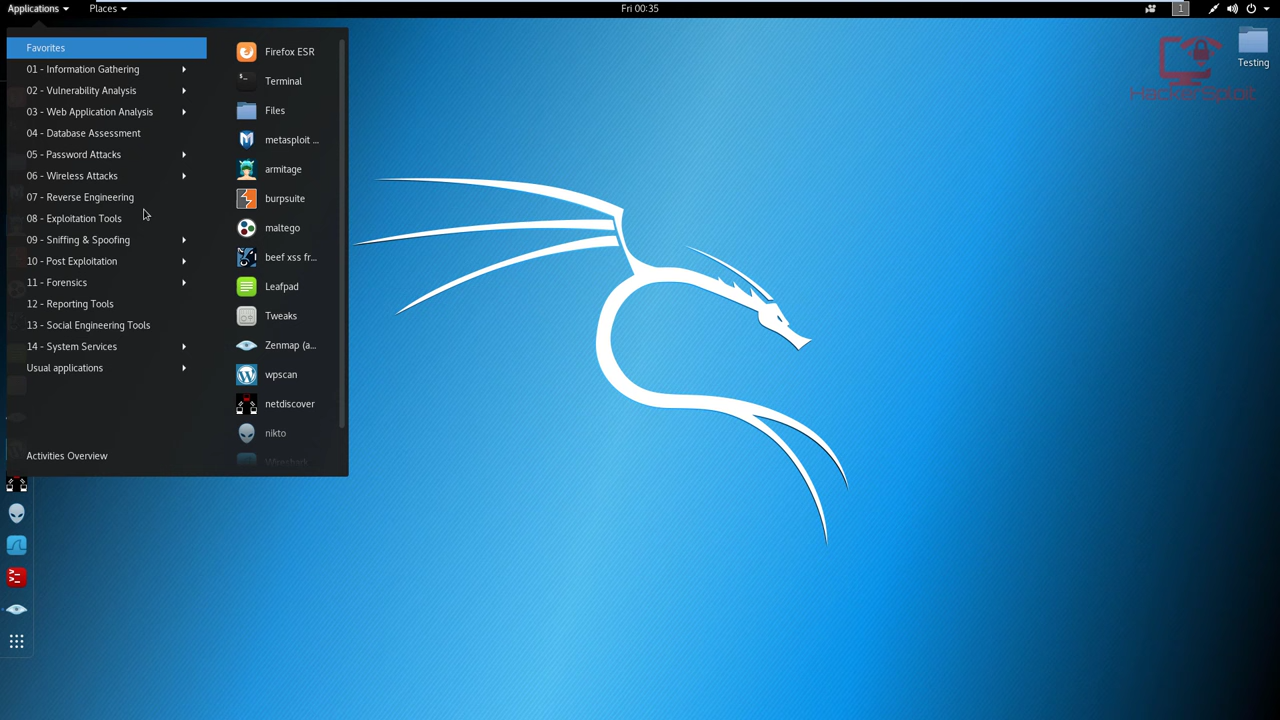 Applications
Places
Fri 00:35
1
Favorites
01 - Information Gathering
02 - Vulnerability Analysis
03 - Web Application Analysis
04 - Database Assessment
05 - Password Attacks
06 - Wireless Attacks
07 - Reverse Engineering
08 - Exploitation Tools
09 - Sniffing & Spoofing
10 - Post Exploitation
11 - Forensics
12 - Reporting Tools
13 - Social Engineering Tools
14 - System Services
Usual applications
Activities Overview
Firefox ESR
Terminal
Files
metasploit ...
armitage
burpsuite
maltego
beef xss fr...
Leafpad
Tweaks
Zenmap (a...
wpscan
netdiscover
nikto
Wireshark
HackerSploit
Testing